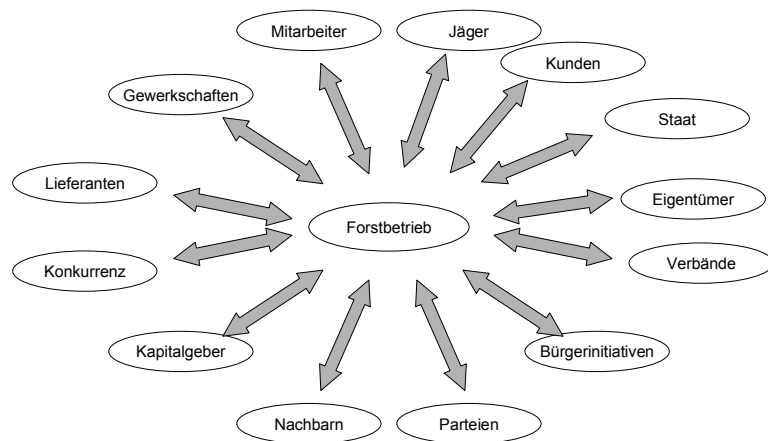 Mitarbeiter
Jäger
Kunden
Gewerkschaften
Staat
Lieferanten
Eigentümer
Forstbetrieb
Konkurrenz
Verbände
Kapitalgeber
Bürgerinitiativen
Nachbarn
Parteien